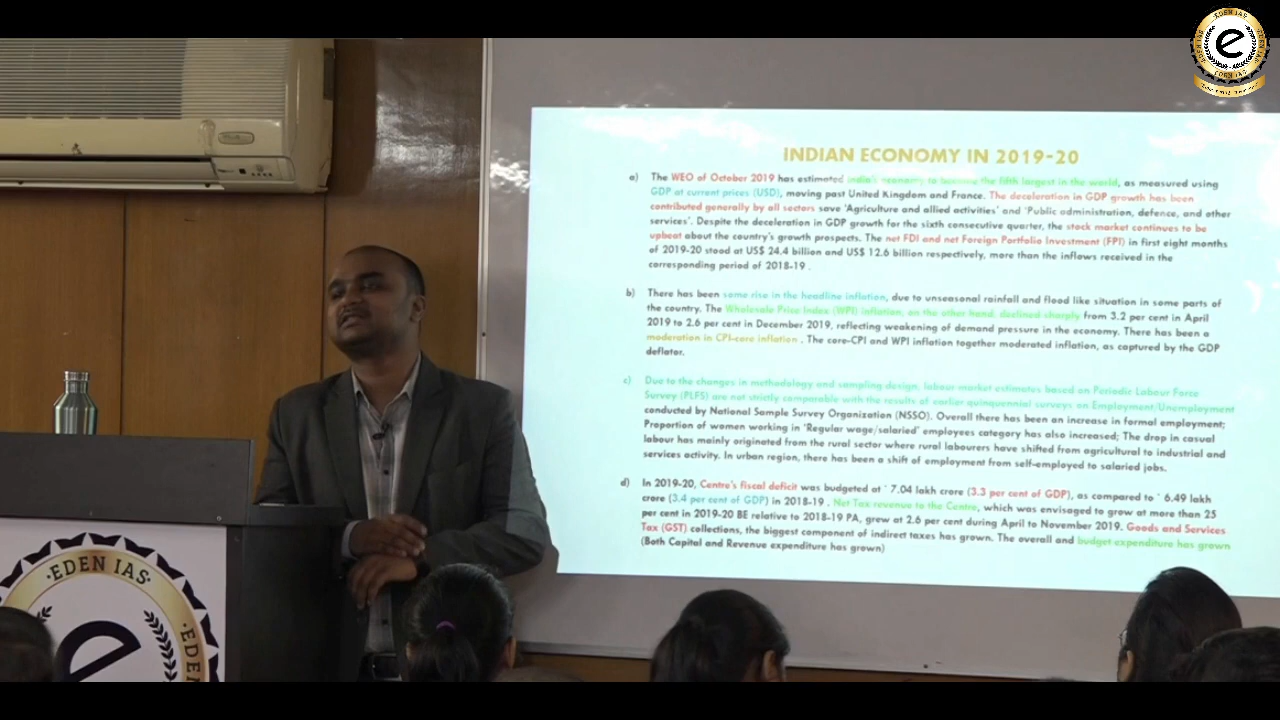 EDEN IAS
e
EDEN IAS
INDIAN ECONOMY IN 2019-20
a) The WEO of October 2019 has estimated India's economy to become the fifth largest in the world, as measured using
GDP at current prices (USD), moving past United Kingdom and France. The deceleration in GDP growth has been
contributed generally by all sectors save 'Agriculture and allied activities' and 'Public administration, defence, and other
services'. Despite the deceleration in GDP growth for the sixth consecutive quarter, the stock market continues to be
upbeat about the country's growth prospects. The net FDI and net Foreign Portfolio Investment (FPI) in first eight months
of 2019-20 stood at US$ 24.4 billion and US$ 12.6 billion respectively, more than the inflows received in the
corresponding period of 2018-19 .
b) There has been some rise in the headline inflation, due to unseasonal rainfall and flood like situation in some parts of
the country. The Wholesale Price Index (WPI) inflation, on the other hand, declined sharply from 3.2 per cent in April
2019 to 2.6 per cent in December 2019, reflecting weakening of demand pressure in the economy. There has been a
moderation in CPI-core inflation . The core-CPI and WPI inflation together moderated inflation, as captured by the GDP
deflator.
c) Due to the changes in methodology and sampling design, labour market estimates based on Periodic Labour Force
Survey (PLFS) are not strictly comparable with the results of earlier quinquennial surveys on Employment/Unemployment
conducted by National Sample Survey Organization (NSSO). Overall there has been an increase in formal employment;
Proportion of women working in 'Regular wage/salaried' employees category has also increased; The drop in casual
labour has mainly originated from the rural sector where rural labourers have shifted from agricultural to industrial and
services activity. In urban region, there has been a shift of employment from self-employed to salaried jobs.
d) In 2019-20, Centre's fiscal deficit was budgeted at ` 7.04 lakh crore (3.3 per cent of GDP), as compared to ` 6.49 lakh
crore (3.4 per cent of GDP) in 2018-19 . Net Tax revenue to the Centre, which was envisaged to grow at more than 25
per cent in 2019-20 BE relative to 2018-19 PA, grew at 2.6 per cent during April to November 2019. Goods and Services
Tax (GST) collections, the biggest component of indirect taxes has grown. The overall and budget expenditure has grown
(Both Capital and Revenue expenditure has grown)
EDEN IAS
e